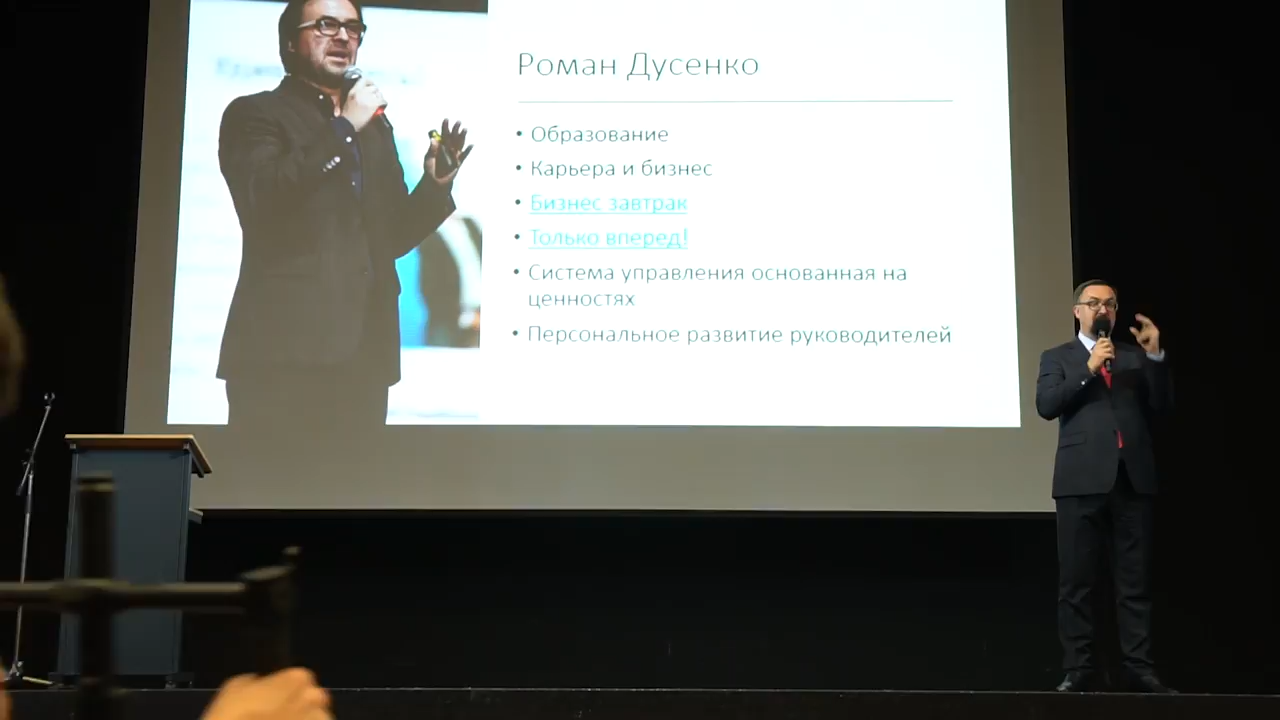 Роман Дусенко
• Образование
• Карьера и бизнес
• Бизнес завтрак
• Только вперед!
• Система управления основанная на
ценностях
• Персональное развитие руководителей